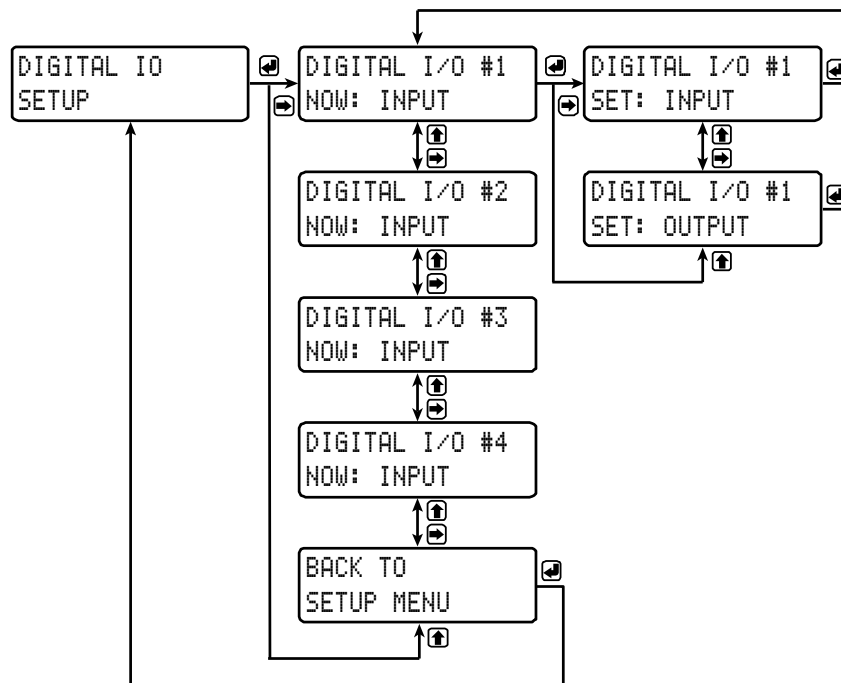 DIGITAL IO
SETUP
DIGITAL I/O #1
NOW: INPUT
DIGITAL I/O #1
SET: INPUT
DIGITAL I/O #2
NOW: INPUT
DIGITAL I/O #1
SET: OUTPUT
DIGITAL I/O #3
NOW: INPUT
DIGITAL I/O #4
NOW: INPUT
BACK TO
SETUP MENU